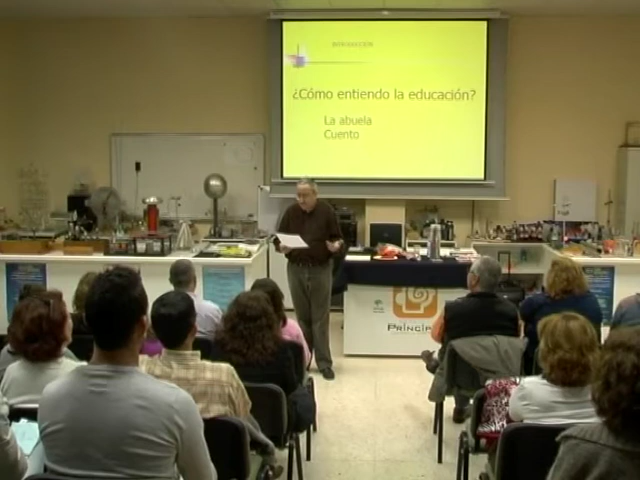 INTRODUCCIÓN
¿Cómo entiendo la educación?
La abuela
Cuento
PRINCIP